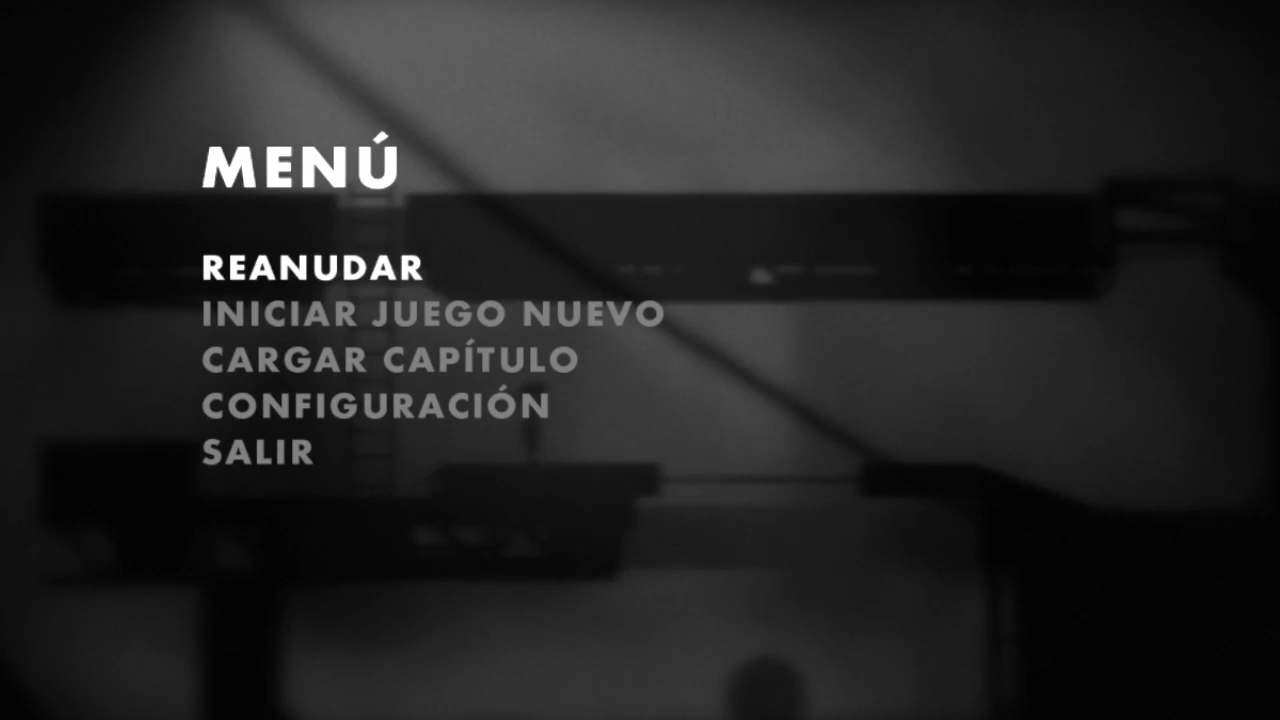 MENÚ
REANUDAR
INICIAR JUEGO NUEVO
CARGAR CAPÍTULO
CONFIGURACIÓN
SALIR